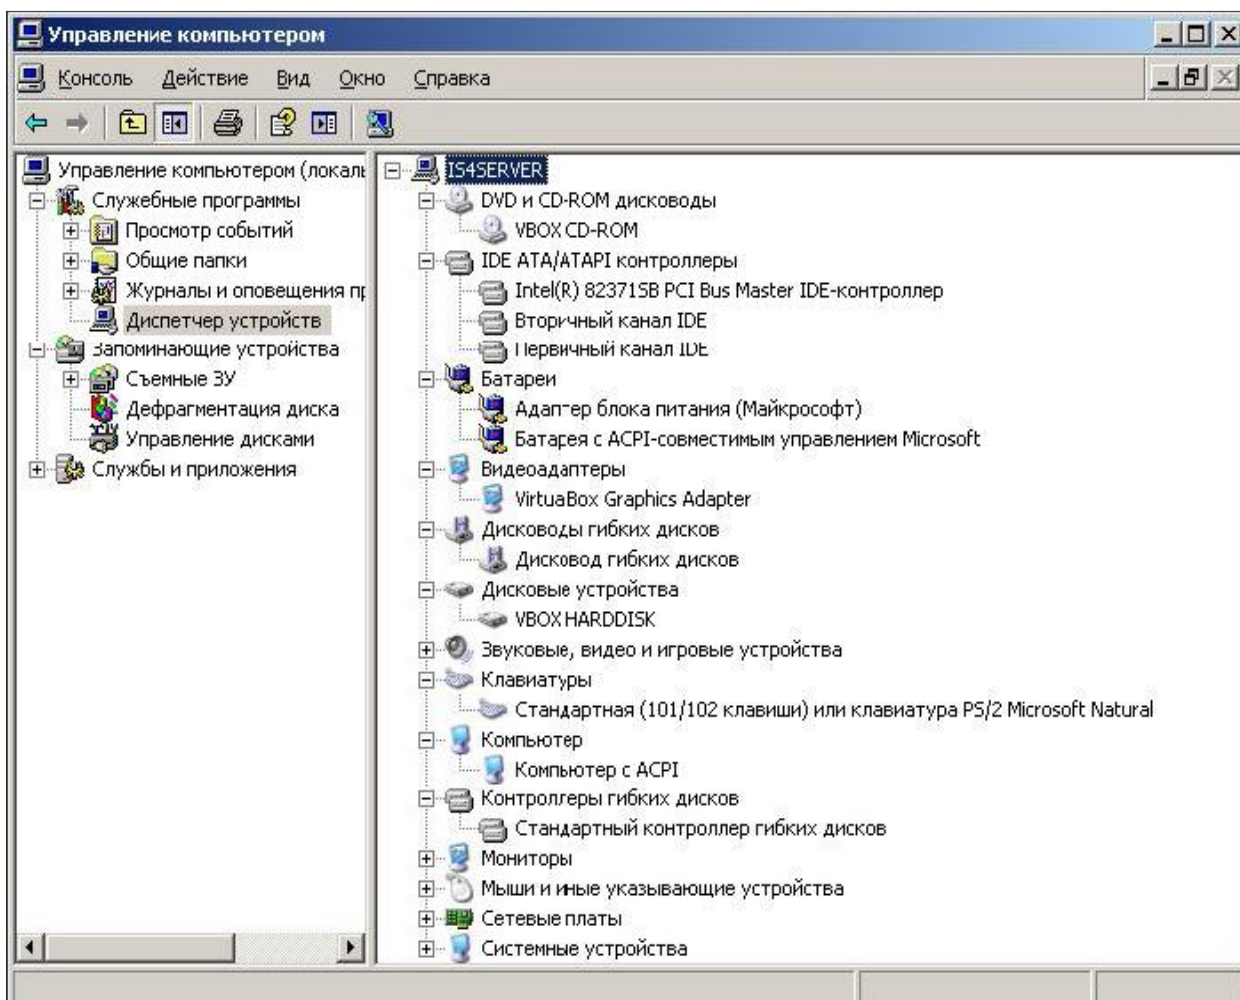 Управление компьютером
Консоль Действие Вид Окно Справка
Управление компьютером (локаль
Служебные программы
Просмотр событий
Общие папки
Журналы и оповещения пр
Диспетчер устройств
Запоминающие устройства
Съемные ЗУ
Дефрагментация диска
Управление дисками
Службы и приложения
IS4SERVER
DVD и CD-ROM дисководы
VBOX CD-ROM
IDE ATA/ATAPI контроллеры
Intel(R) 82371SB PCI Bus Master IDE-контроллер
Вторичный канал IDE
Первичный канал IDE
Батареи
Адаптер блока питания (Майкрософт)
Батарея с ACPI-совместимым управлением Microsoft
Видеоадаптеры
VirtuaBox Graphics Adapter
Дисководы гибких дисков
Дисковод гибких дисков
Дисковые устройства
VBOX HARDDISK
Звуковые, видео и игровые устройства
Клавиатуры
Стандартная (101/102 клавиши) или клавиатура PS/2 Microsoft Natural
Компьютер
Компьютер с ACPI
Контроллеры гибких дисков
Стандартный контроллер гибких дисков
Мониторы
Мыши и иные указывающие устройства
Сетевые платы
Системные устройства